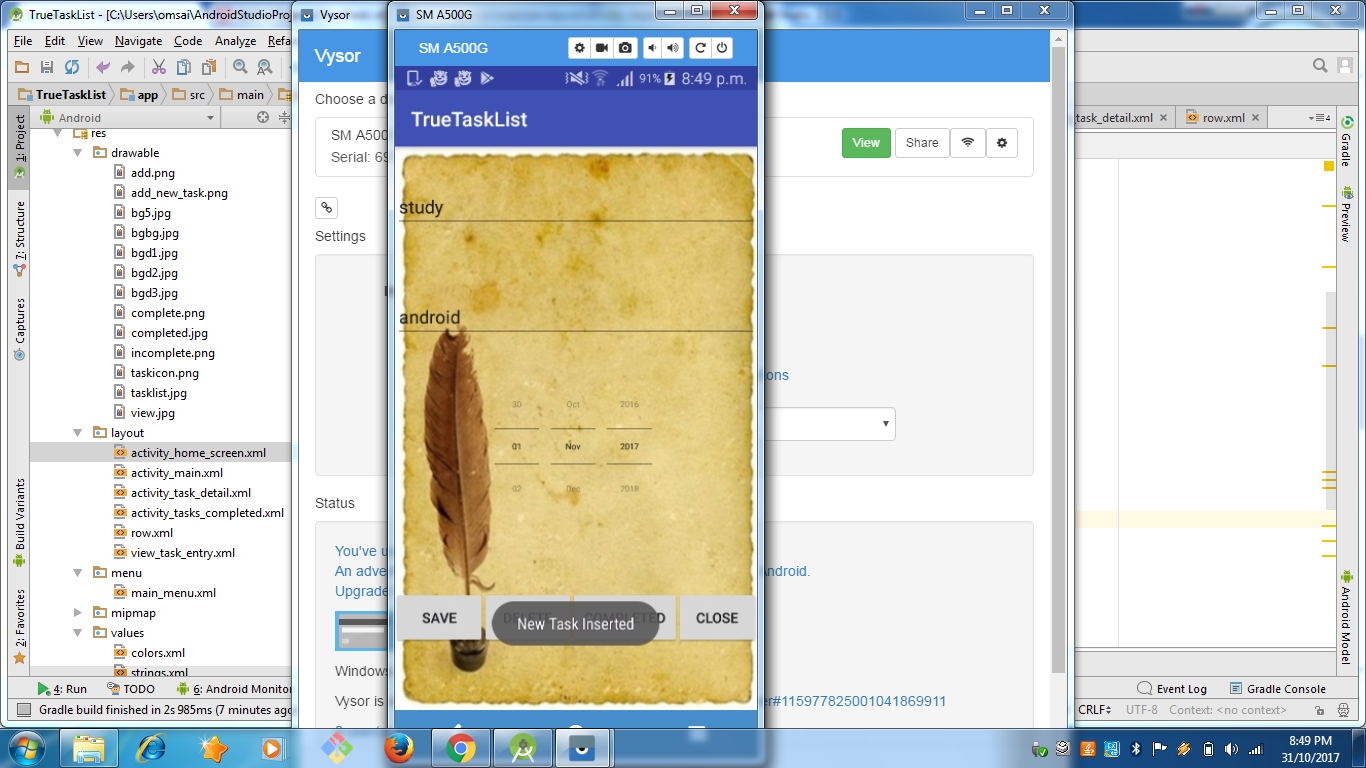 TrueTaskList - [C:\Users\omsai\AndroidStudioProj
File Edit View Navigate Code Analyze Refa
TrueTaskList app src main
Android
res
drawable
add.png
add_new_task.png
bg5.jpg
bgbg.jpg
bgd1.jpg
bgd2.jpg
bgd3.jpg
complete.png
completed.jpg
incomplete.png
taskicon.png
tasklist.jpg
view.jpg
layout
activity_home_screen.xml
activity_main.xml
activity_task_detail.xml
activity_tasks_completed.xml
row.xml
view_task_entry.xml
menu
main_menu.xml
mipmap
values
colors.xml
strings.xml
1: Project
7: Structure
Captures
Build Variants
2: Favorites
4: Run TODO 6: Android Monitor
Gradle build finished in 2s 985ms (7 minutes ago
Vysor
Vysor
Choose a d
SM A500
Serial: 69
View Share
Settings
ons
Status
You've u
An adve
Android.
Upgrade
Windows
Vysor is
r#115977825001041869911
SM A500G
SM A500G
91% 8:49 p.m.
TrueTaskList
study
android
30 Oct 2016
01 Nov 2017
02 Dec 2018
SAVE DELETE COMPLETED CLOSE
New Task Inserted
task_detail.xml row.xml
4
Gradle
Preview
Android Model
Event Log Gradle Console
CRLF UTF-8 Context: <no context>
8:49 PM
31/10/2017